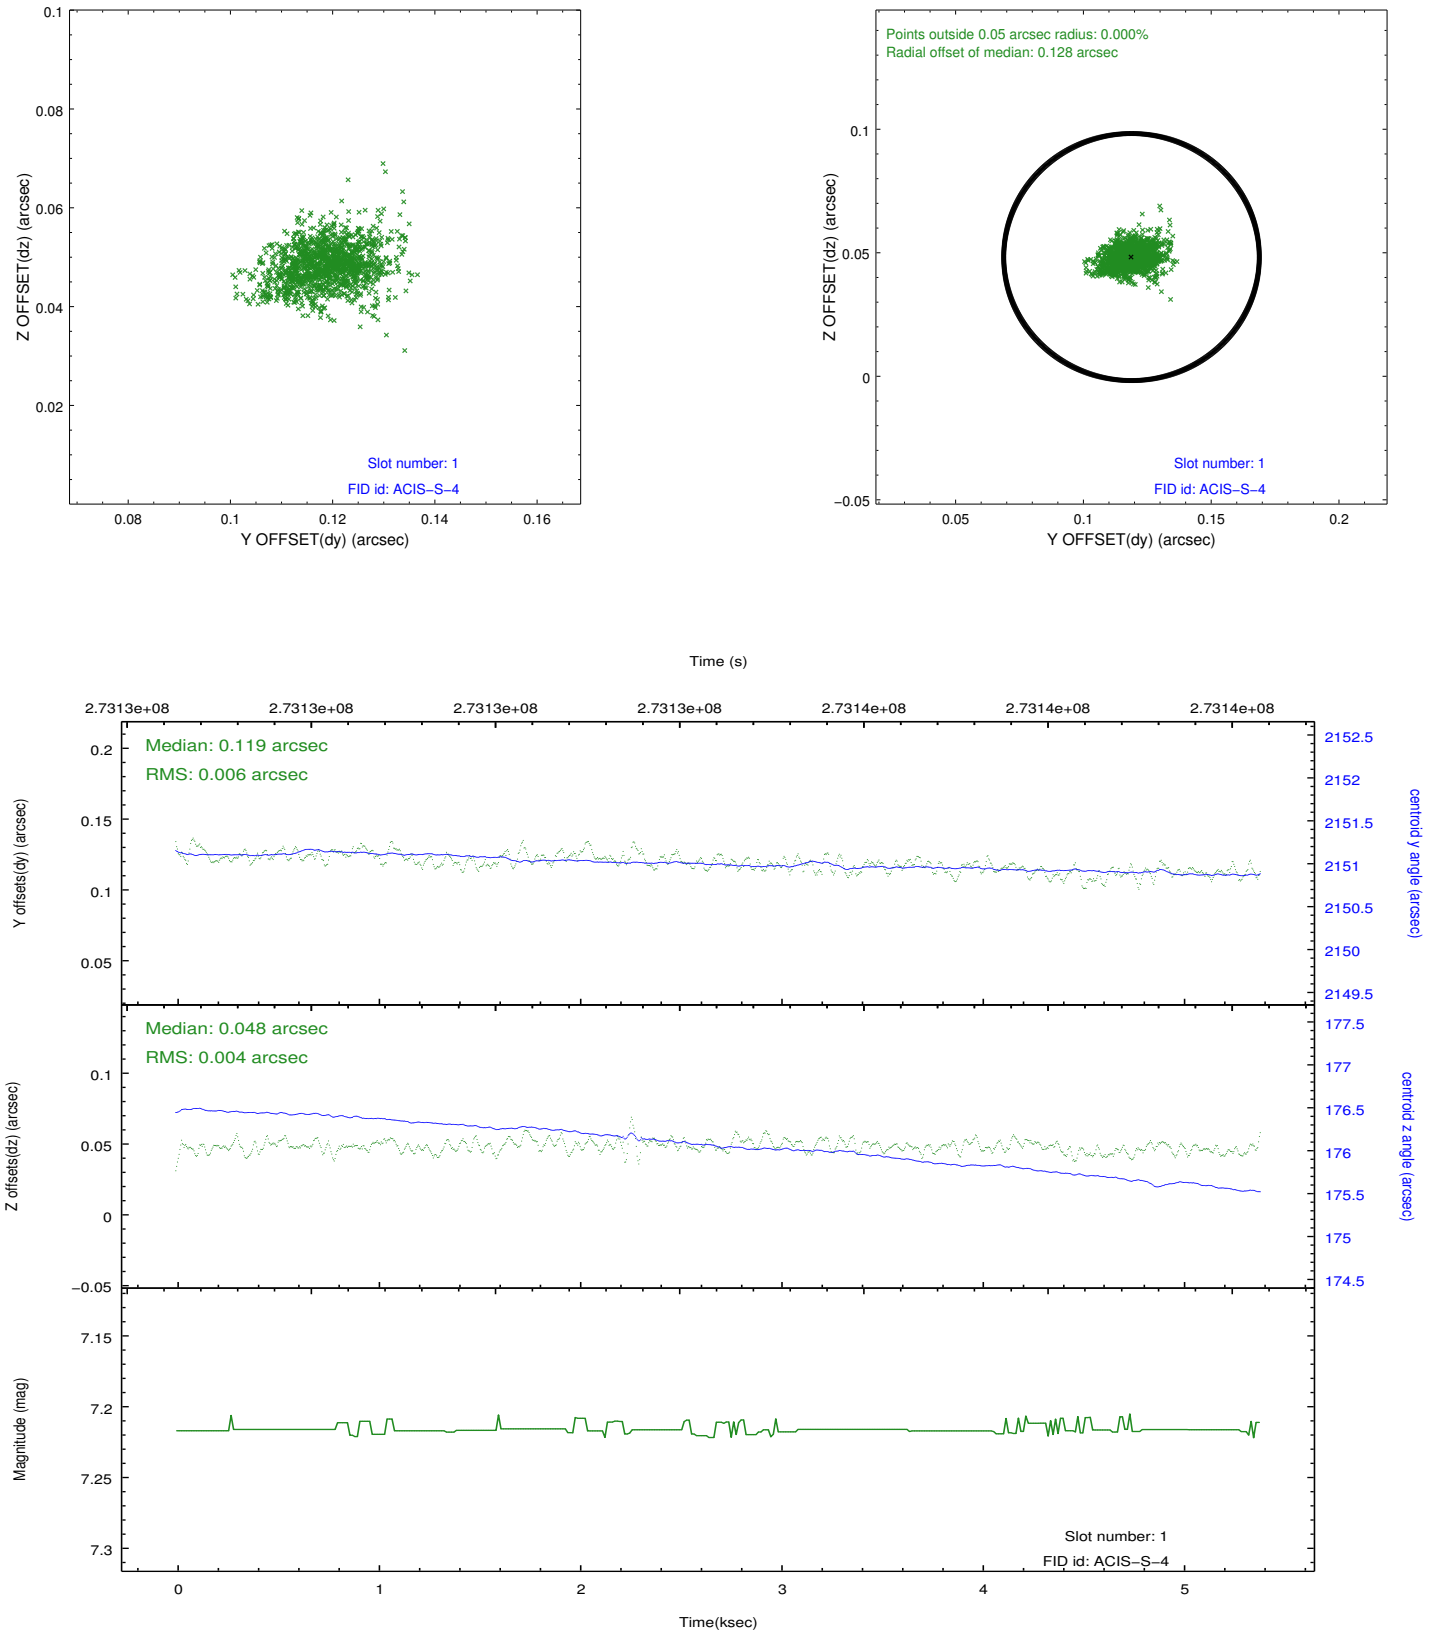 0.1
0.08
0.06
0.04
0.02
Z OFFSET(dz) (arcsec)
Slot number: 1
FID id: ACIS−S−4
0.08 0.1 0.12 0.14 0.16
Y OFFSET(dy) (arcsec)
Points outside 0.05 arcsec radius: 0.000%
Radial offset of median: 0.128 arcsec
0.1
0.05
0
−0.05
Z OFFSET(dz) (arcsec)
Slot number: 1
FID id: ACIS−S−4
0.05 0.1 0.15 0.2
Y OFFSET(dy) (arcsec)
Time (s)
2.7313e+08 2.7313e+08 2.7313e+08 2.7313e+08 2.7314e+08 2.7314e+08 2.7314e+08
Median: 0.119 arcsec
RMS: 0.006 arcsec
0.2
0.15
0.1
0.05
Y offsets(dy) (arcsec)
2152.5
2152
2151.5
2151
2150.5
2150
2149.5
centroid y angle (arcsec)
Median: 0.048 arcsec
RMS: 0.004 arcsec
0.1
0.05
0
−0.05
Z offsets(dz) (arcsec)
177.5
177
176.5
176
175.5
175
174.5
centroid z angle (arcsec)
7.15
7.2
7.25
7.3
Magnitude (mag)
Slot number: 1
FID id: ACIS−S−4
0 1 2 3 4 5
Time(ksec)